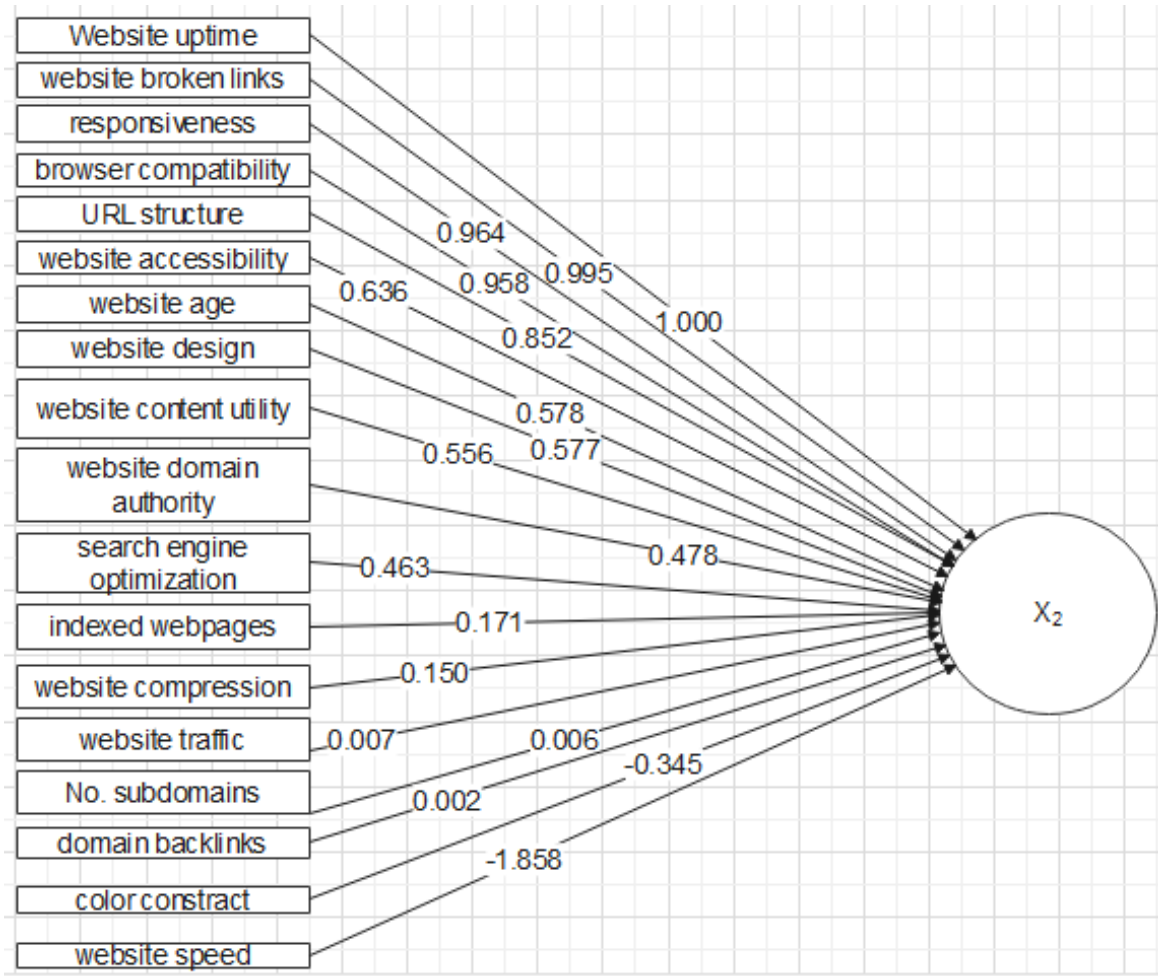 Website uptime
website broken links
responsiveness
browser compatibility
URL structure
0.964
website accessibility
0.995
0.958
0.636
website age
1.000
0.852
website design
website content utility
0.578
0.577
0.556
website domain
authority
search engine
optimization
0.478
0.463
indexed webpages
0.171
X₂
website compression
0.150
website traffic
0.007
0.006
-0.345
No. subdomains
0.002
domain backlinks
-1.858
color constract
website speed